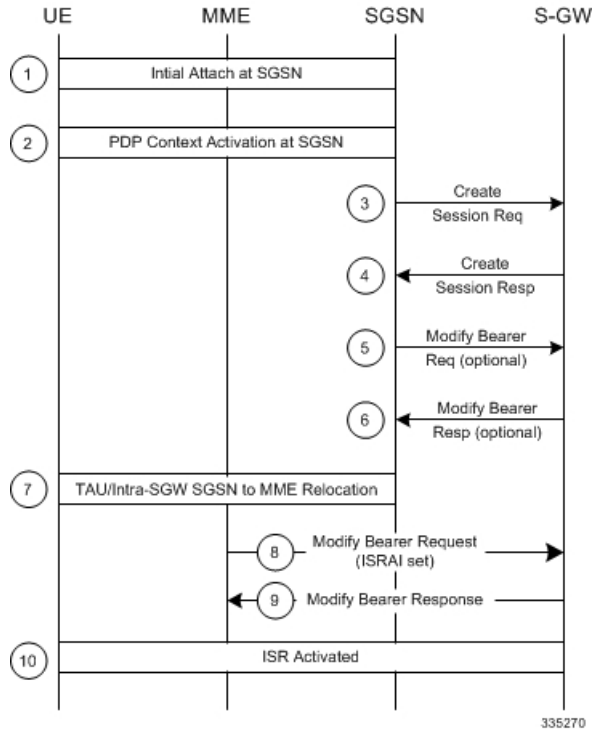 UE MME SGSN S-GW
1 Intial Attach at SGSN
2 PDP Context Activation at SGSN
3 Create
Session Req
4 Create
Session Resp
5 Modify Bearer
Req (optional)
6 Modify Bearer
Resp (optional)
7 TAU/Intra-SGW SGSN to MME Relocation
8 Modify Bearer Request
(ISRAI set)
9 Modify Bearer Response
10 ISR Activated
335270